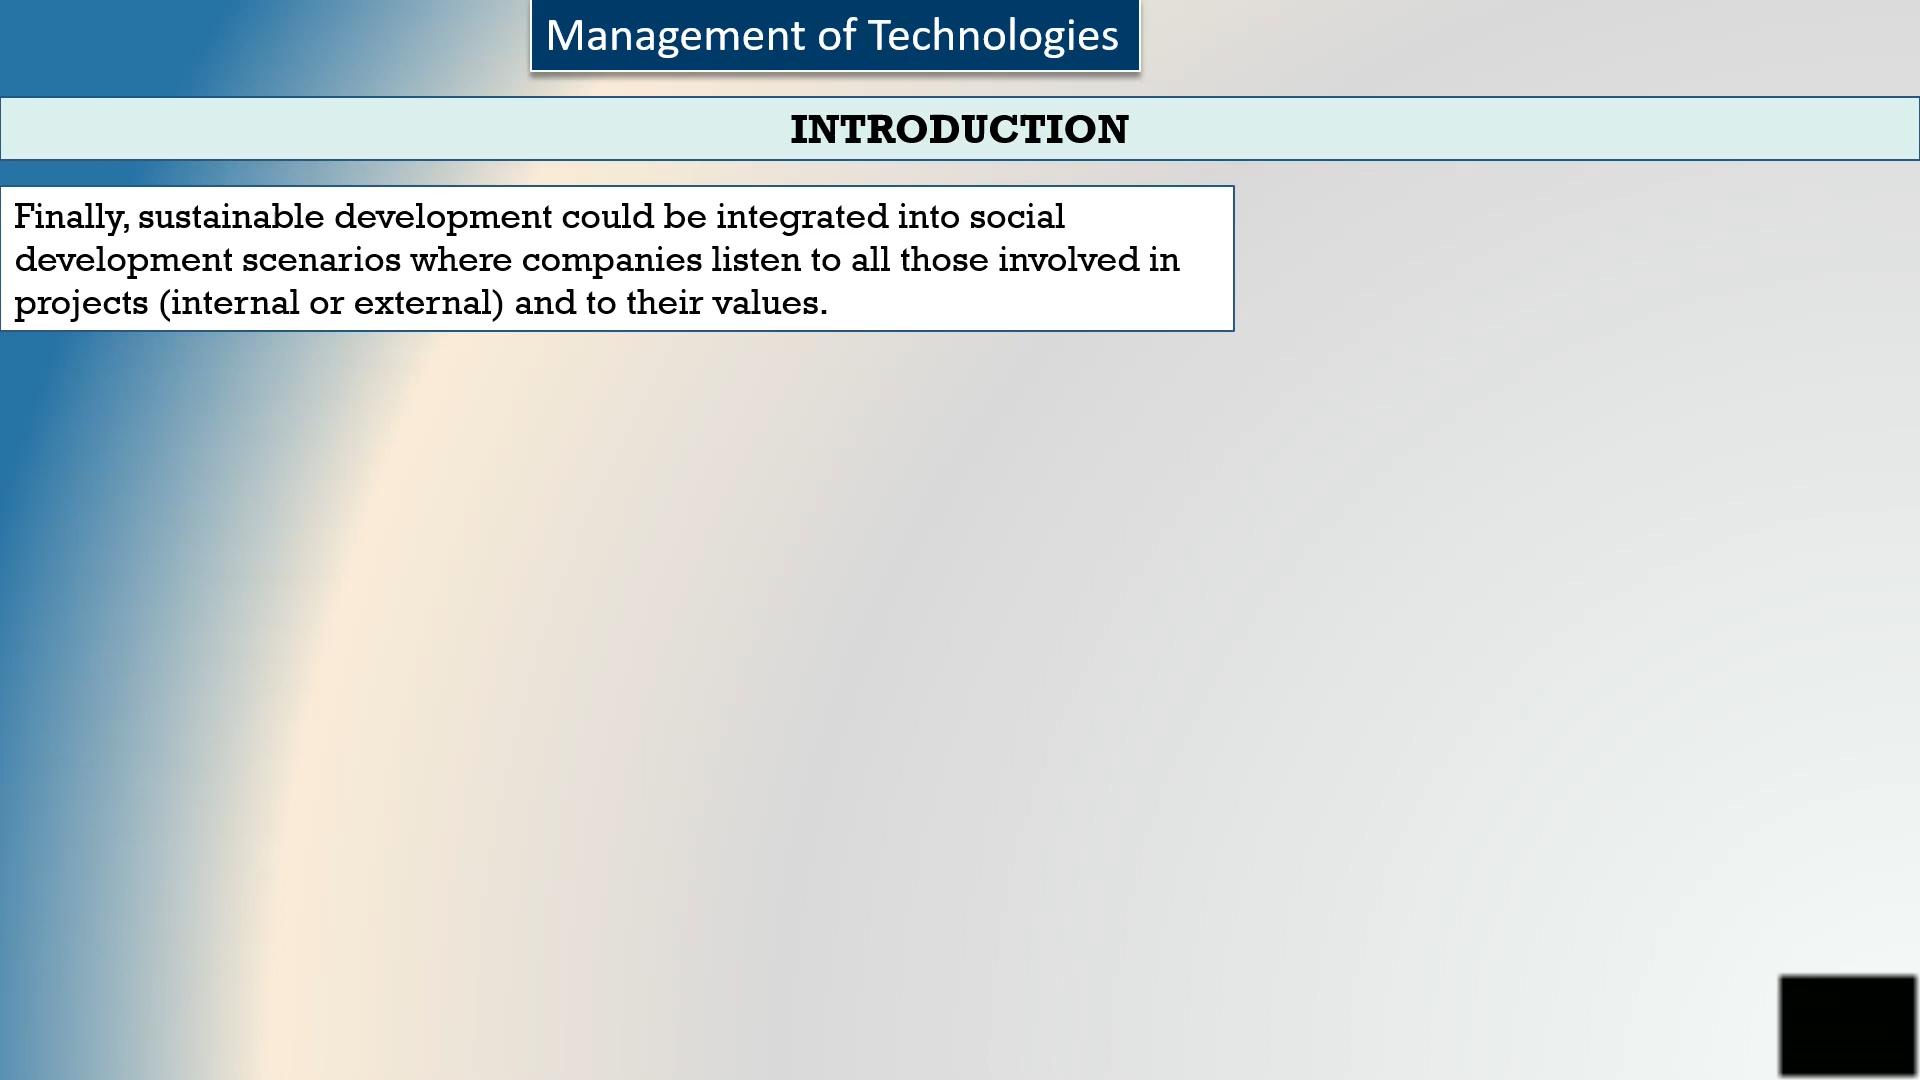 Management of Technologies
INTRODUCTION
Finally, sustainable development could be integrated into social
development scenarios where companies listen to all those involved in
projects (internal or external) and to their values.